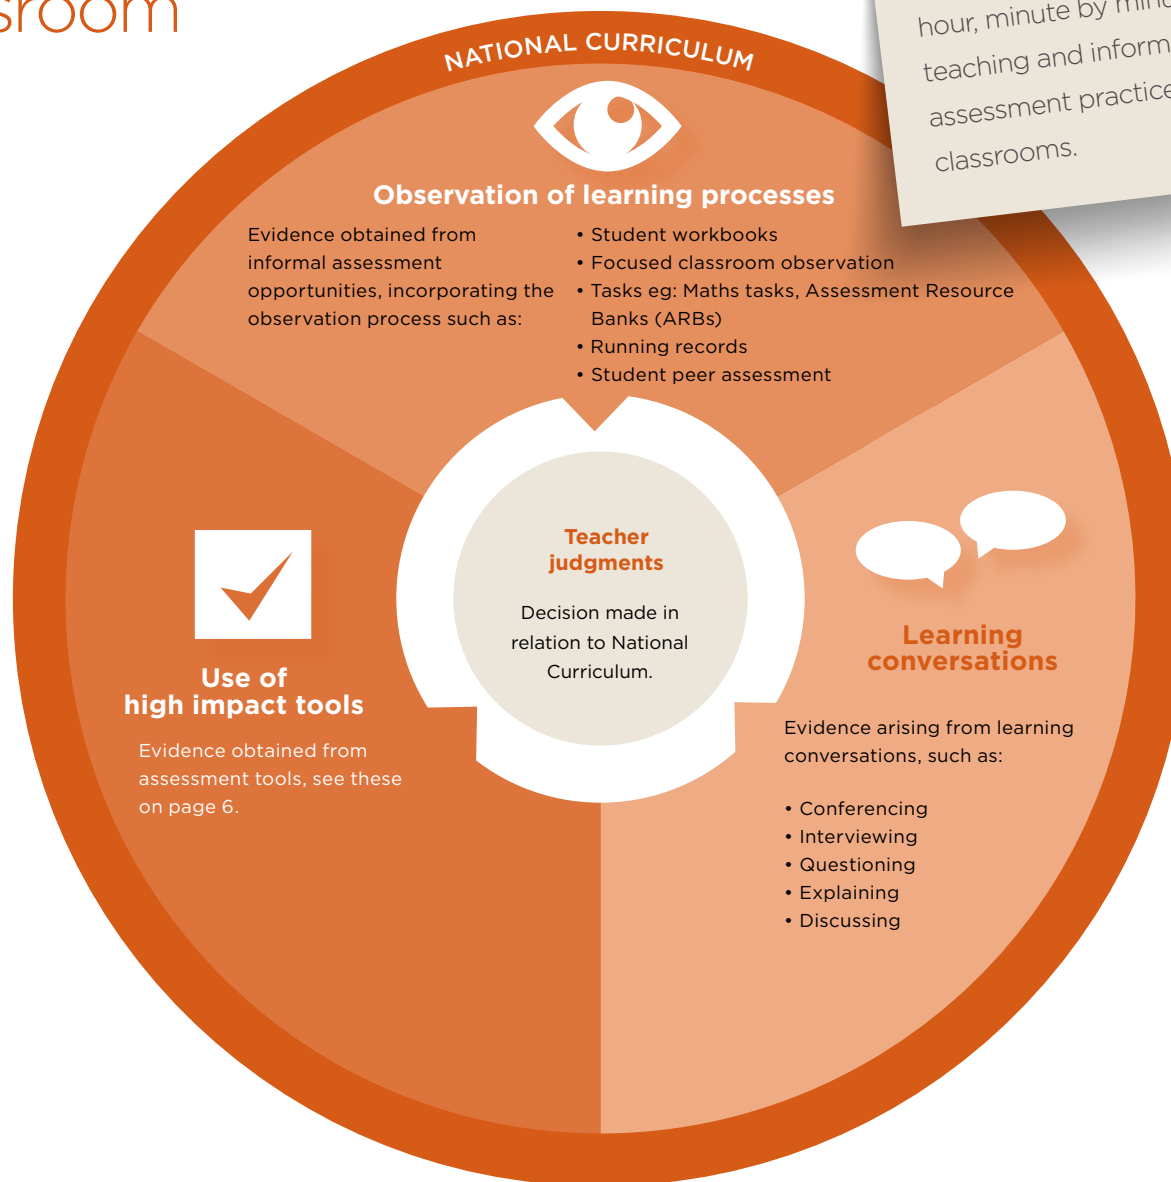 hour, minute by
teaching and
assessment
classrooms.
NATIONAL CURRICULUM
Observation of learning processes
Evidence obtained from
informal assessment
opportunities, incorporating the
observation process such as:
• Student workbooks
• Focused classroom observation
• Tasks eg: Maths tasks, Assessment Resource
Banks (ARBs)
• Running records
• Student peer assessment
Teacher
judgments
Decision made in
relation to National
Curriculum.
Use of
high impact tools
Evidence obtained from
assessment tools, see these
on page 6.
Learning
conversations
Evidence arising from learning
conversations, such as:
• Conferencing
• Interviewing
• Questioning
• Explaining
• Discussing